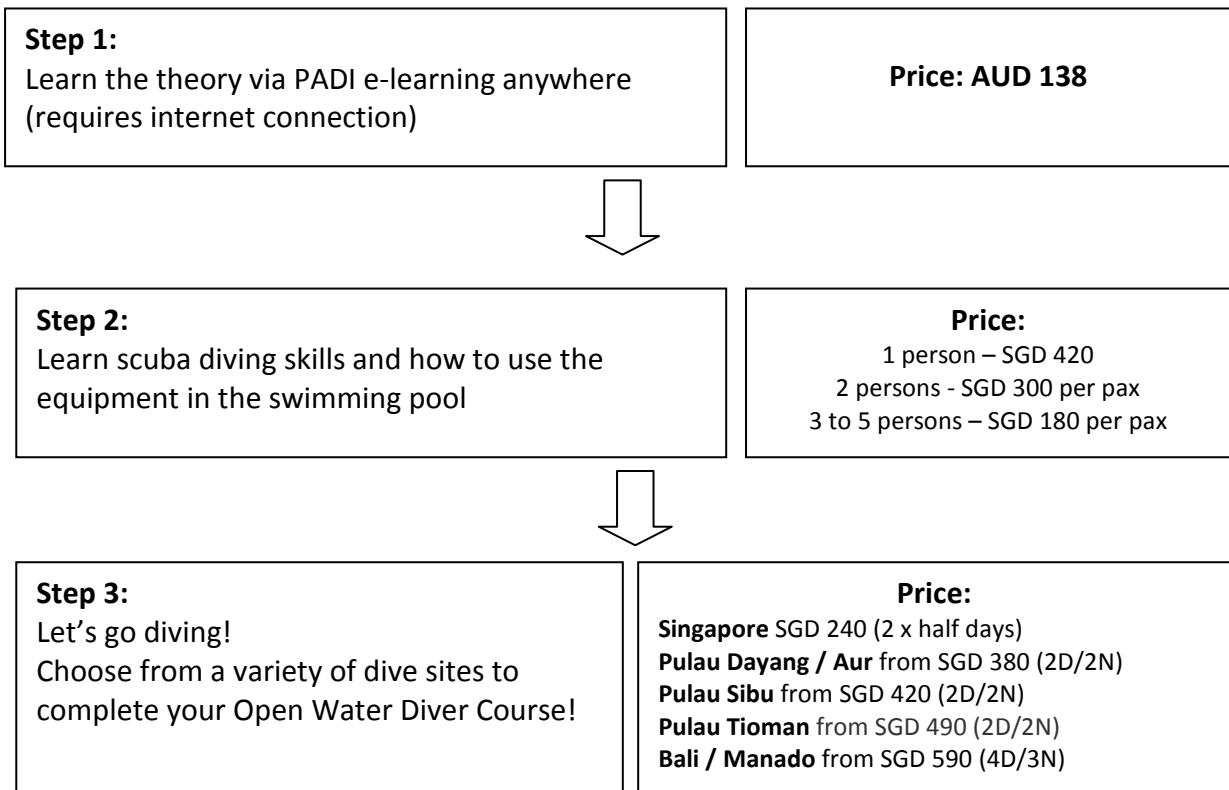 Step 1:
Learn the theory via PADI e-learning anywhere
(requires internet connection)
Price: AUD 138
Step 2:
Learn scuba diving skills and how to use the
equipment in the swimming pool
Price:
1 person – SGD 420
2 persons - SGD 300 per pax
3 to 5 persons – SGD 180 per pax
Step 3:
Let’s go diving!
Choose from a variety of dive sites to
complete your Open Water Diver Course!
Price:
Singapore SGD 240 (2 x half days)
Pulau Dayang / Aur from SGD 380 (2D/2N)
Pulau Sibu from SGD 420 (2D/2N)
Pulau Tioman from SGD 490 (2D/2N)
Bali / Manado from SGD 590 (4D/3N)